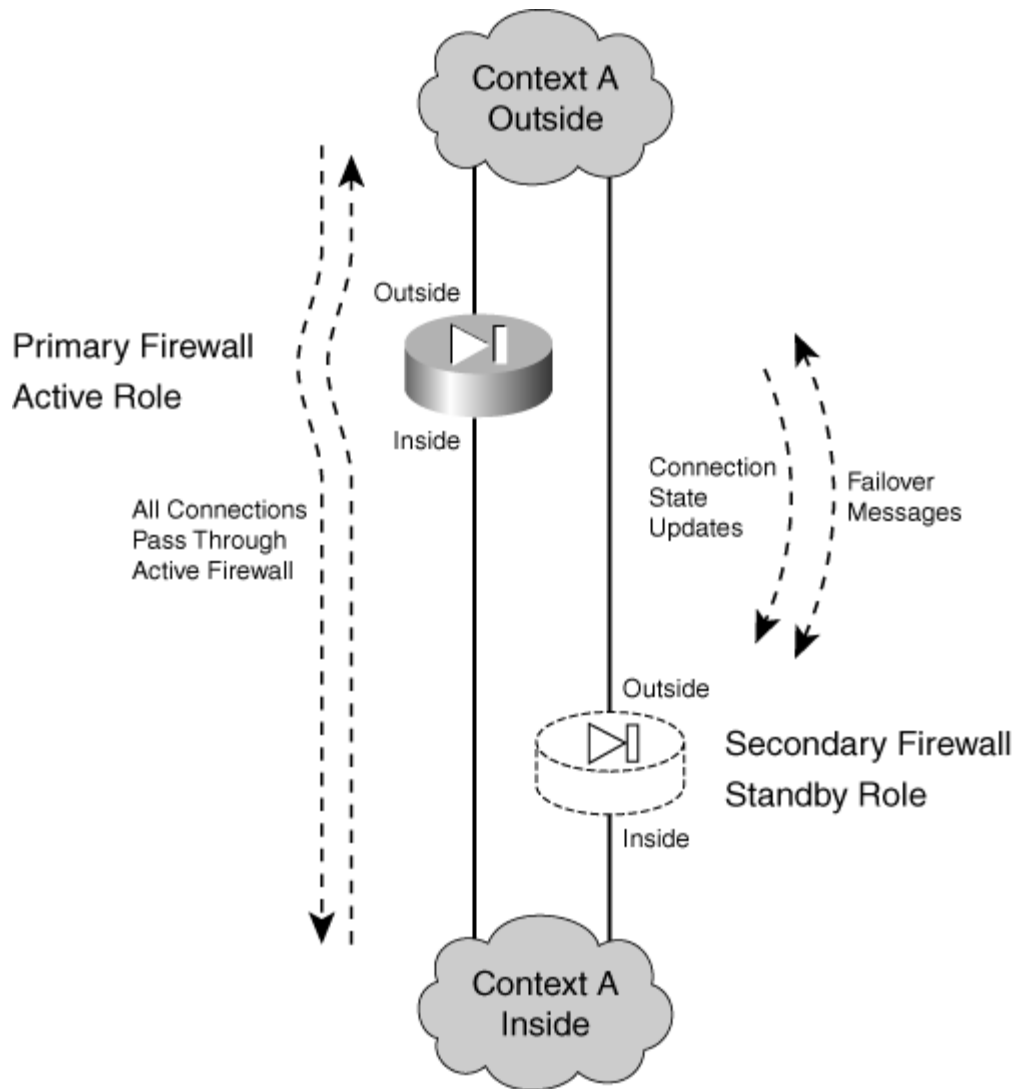 Context A
Outside
Outside
Primary Firewall
Active Role
Inside
All Connections
Pass Through
Active Firewall
Connection
State
Updates
Failover
Messages
Outside
Secondary Firewall
Standby Role
Inside
Context A
Inside